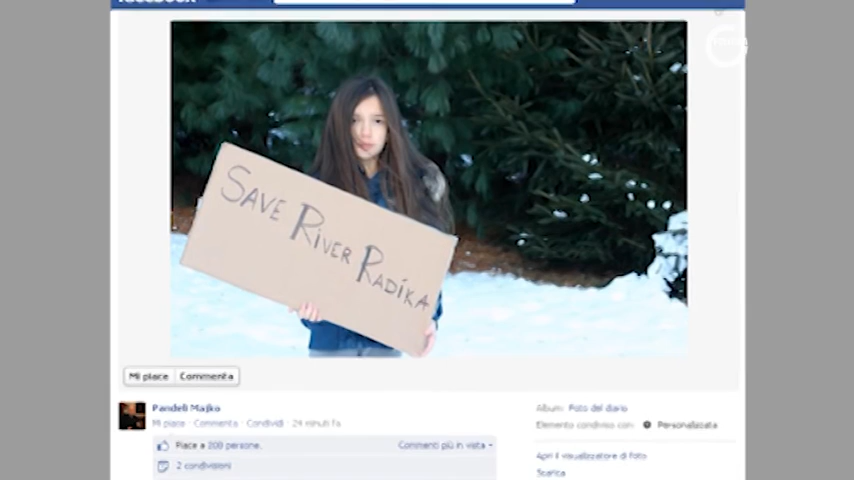 facebook
SAVE RIVER RADIKA
Mi piace Commenta
Pandeli Majko
Mi piace · Commenta · Condividi · 24 minuti fa
Piace a 200 persone.
Commenti più in vista
2 condivisioni
Album: Foto del diario
Elemento condiviso con: Personalizzata
Apri il visualizzatore di foto
Scarica